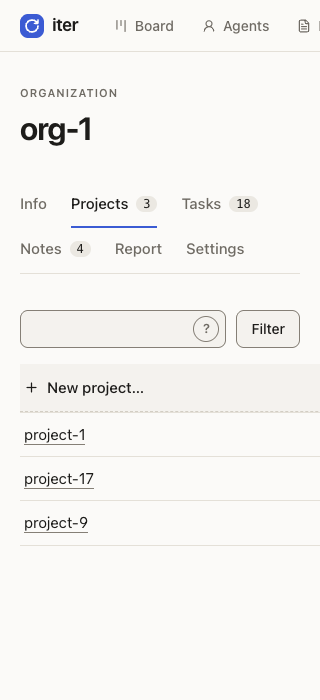 iter Board Agents
ORGANIZATION
org-1
Info Projects 3 Tasks 18
Notes 4 Report Settings
? Filter
+ New project...
project-1
project-17
project-9